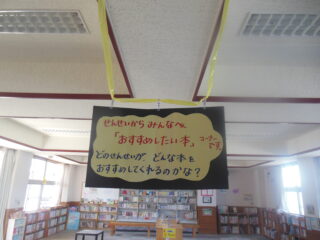 せんせいから みんなへ
「おすすめしたい本」コーナーです。
どのせんせいが どんな本を
おすすめしてくれるのかな？